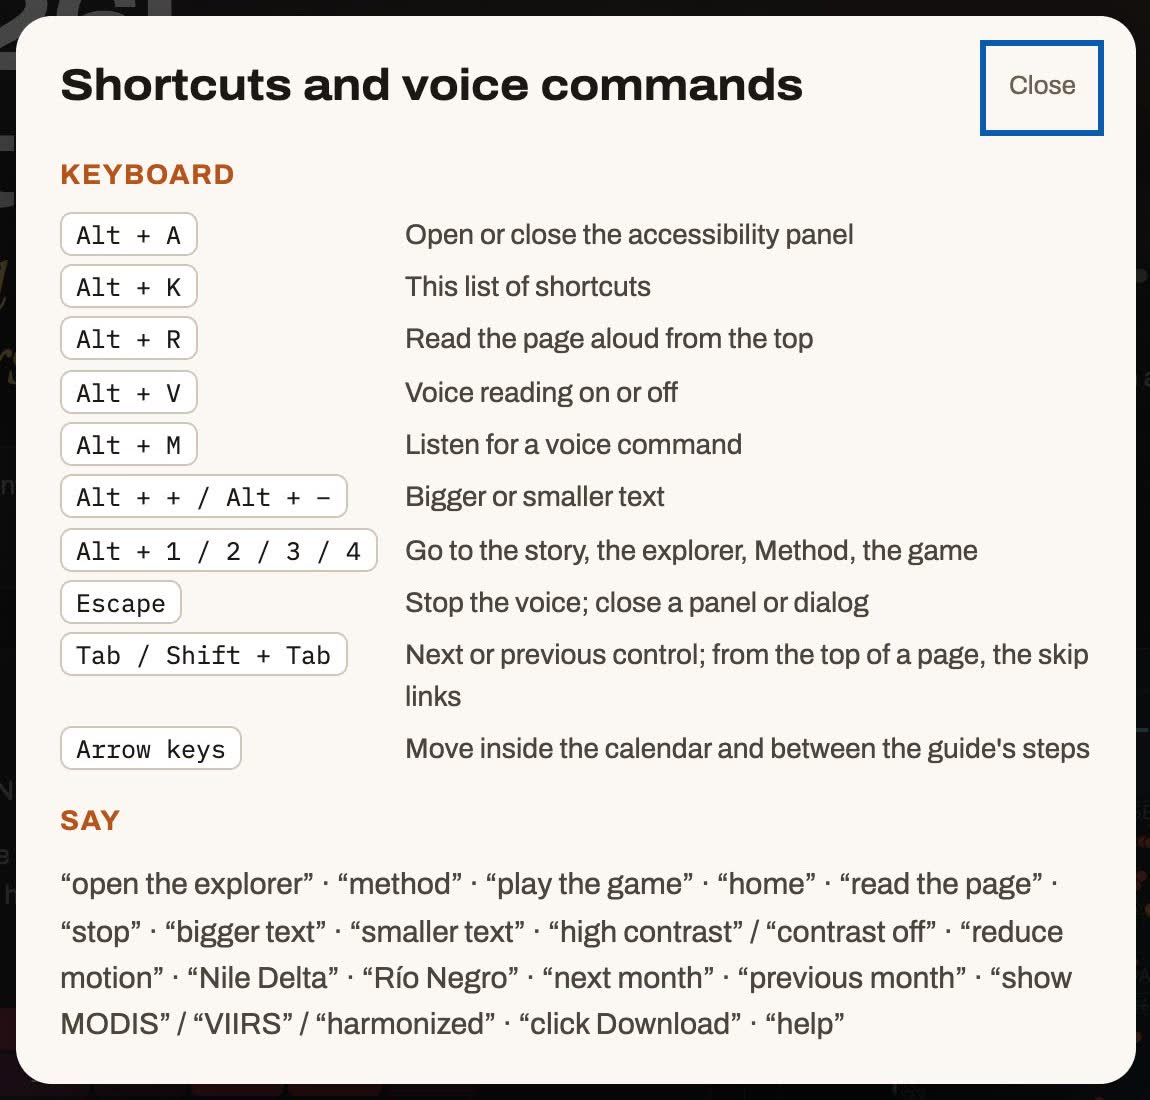 Shortcuts and voice commands
Close
KEYBOARD
Alt + A Open or close the accessibility panel
Alt + K This list of shortcuts
Alt + R Read the page aloud from the top
Alt + V Voice reading on or off
Alt + M Listen for a voice command
Alt + + / Alt + − Bigger or smaller text
Alt + 1 / 2 / 3 / 4 Go to the story, the explorer, Method, the game
Escape Stop the voice; close a panel or dialog
Tab / Shift + Tab Next or previous control; from the top of a page, the skip
links
Arrow keys Move inside the calendar and between the guide's steps
SAY
“open the explorer” · “method” · “play the game” · “home” · “read the page” ·
“stop” · “bigger text” · “smaller text” · “high contrast” / “contrast off” · “reduce
motion” · “Nile Delta” · “Río Negro” · “next month” · “previous month” · “show
MODIS” / “VIIRS” / “harmonized” · “click Download” · “help”